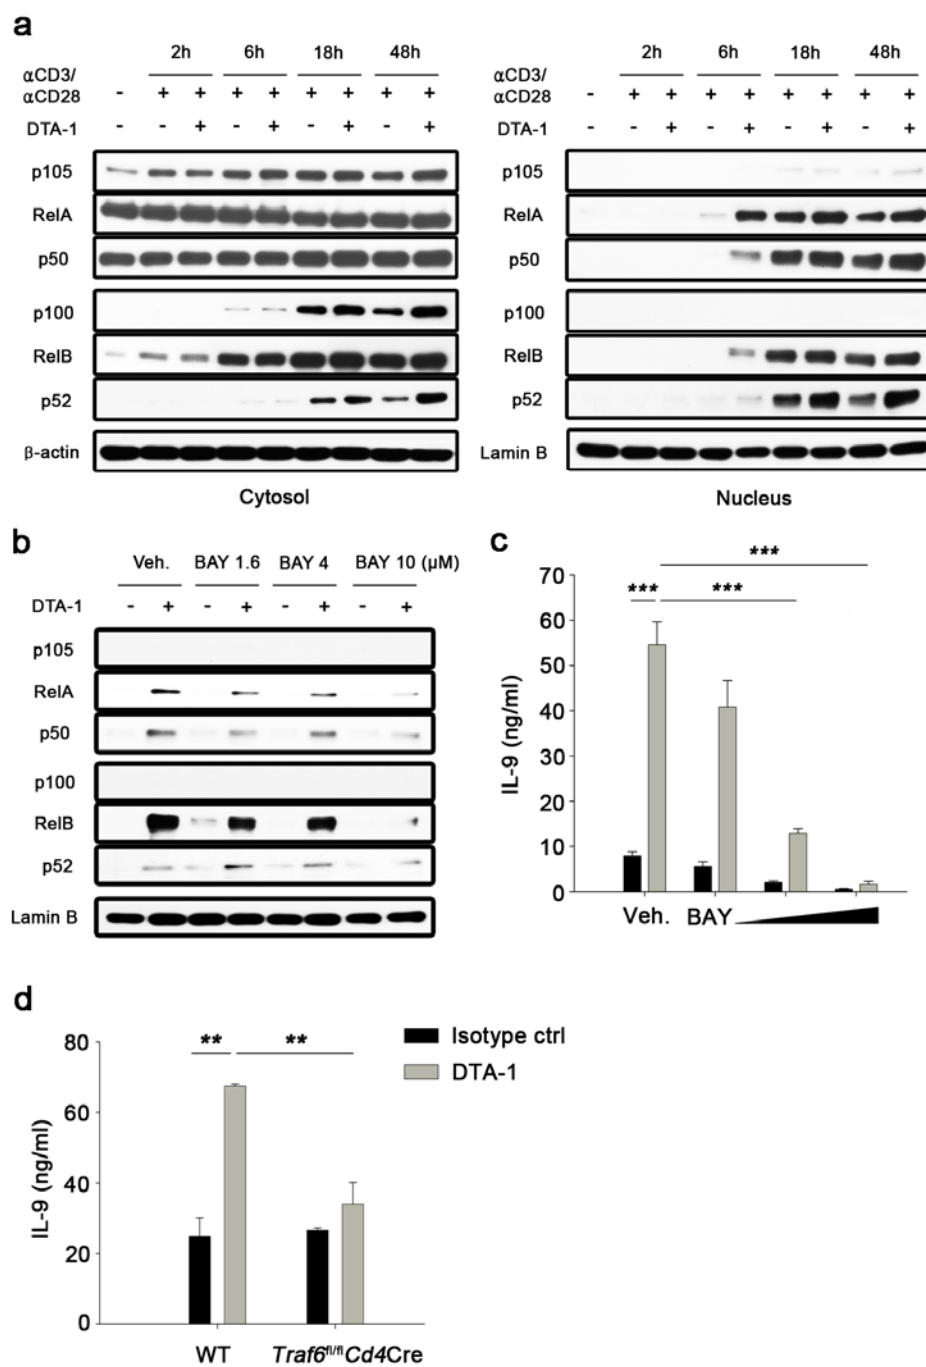 a
2h 6h 18h 48h
αCD3/
αCD28 - + + + + + + + +
DTA-1 - - + - + - + - +
p105
RelA
p50
p100
RelB
p52
β-actin
Cytosol
2h 6h 18h 48h
αCD3/
αCD28 - + + + + + + + +
DTA-1 - - + - + - + - +
p105
RelA
p50
p100
RelB
p52
Lamin B
Nucleus
b
Veh. BAY 1.6 BAY 4 BAY 10 (μM)
DTA-1 - + - + - + - +
p105
RelA
p50
p100
RelB
p52
Lamin B
c
***
*** ***
IL-9 (ng/ml)
70
60
50
40
30
20
10
0
Veh. BAY
d
** **
IL-9 (ng/ml)
80
60
40
20
0
WT Traf6fl/flCd4Cre
Isotype ctrl
DTA-1